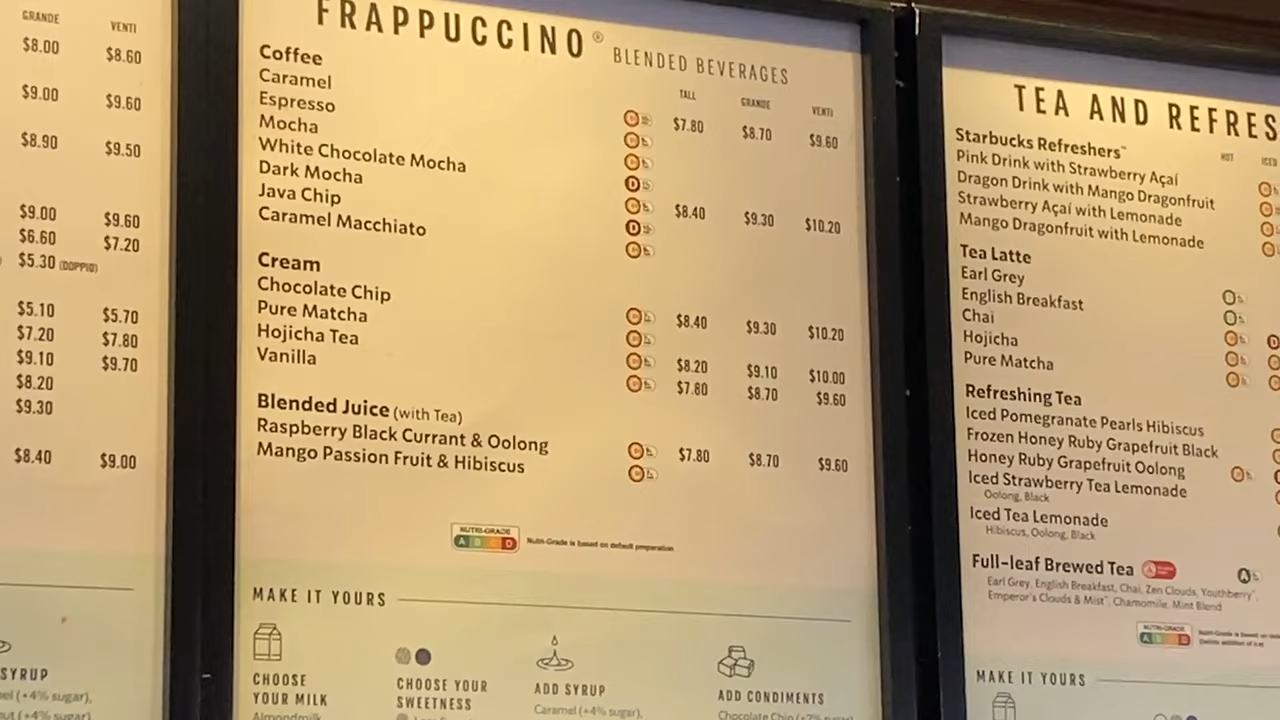 GRANDE VENTI
$8.00 $8.60
$9.00 $9.60
$8.90 $9.50
$9.00 $9.60
$6.60 $7.20
$5.30 (DOPPIO)
$5.10 $5.70
$7.20 $7.80
$9.10 $9.70
$8.20
$9.30
$8.40 $9.00
SYRUP
(+4% sugar),
(+4% sugar),
FRAPPUCCINO® BLENDED BEVERAGES
TALL GRANDE VENTI
Coffee
Caramel $7.80 $8.70 $9.60
Espresso
Mocha
White Chocolate Mocha D
Dark Mocha $8.40 $9.30 $10.20
Java Chip D
Caramel Macchiato
Cream
Chocolate Chip $8.40 $9.30 $10.20
Pure Matcha
Hojicha Tea $8.20 $9.10 $10.00
Vanilla $7.80 $8.70 $9.60
Blended Juice (with Tea)
Raspberry Black Currant & Oolong $7.80 $8.70 $9.60
Mango Passion Fruit & Hibiscus
NUTRI-GRADE
A B C D
Nutri-Grade is based on default preparation
MAKE IT YOURS
CHOOSE
YOUR MILK
Almondmilk
CHOOSE YOUR
SWEETNESS
ADD SYRUP
Caramel (+4% sugar),
ADD CONDIMENTS
TEA AND REFRES
HOT ICED
Starbucks Refreshers™
Pink Drink with Strawberry Açaí
Dragon Drink with Mango Dragonfruit
Strawberry Açaí with Lemonade
Mango Dragonfruit with Lemonade
Tea Latte
Earl Grey
English Breakfast
Chai
Hojicha
Pure Matcha
Refreshing Tea
Iced Pomegranate Pearls Hibiscus
Frozen Honey Ruby Grapefruit Black
Honey Ruby Grapefruit Oolong
Iced Strawberry Tea Lemonade
Oolong, Black
Iced Tea Lemonade
Hibiscus, Oolong, Black
Full-leaf Brewed Tea A
Earl Grey, English Breakfast, Chai, Zen Clouds, Youthberry™,
Emperor's Clouds & Mist™, Chamomile, Mint Blend
NUTRI-GRADE
A B C D
Nutri-Grade is based on
MAKE IT YOURS